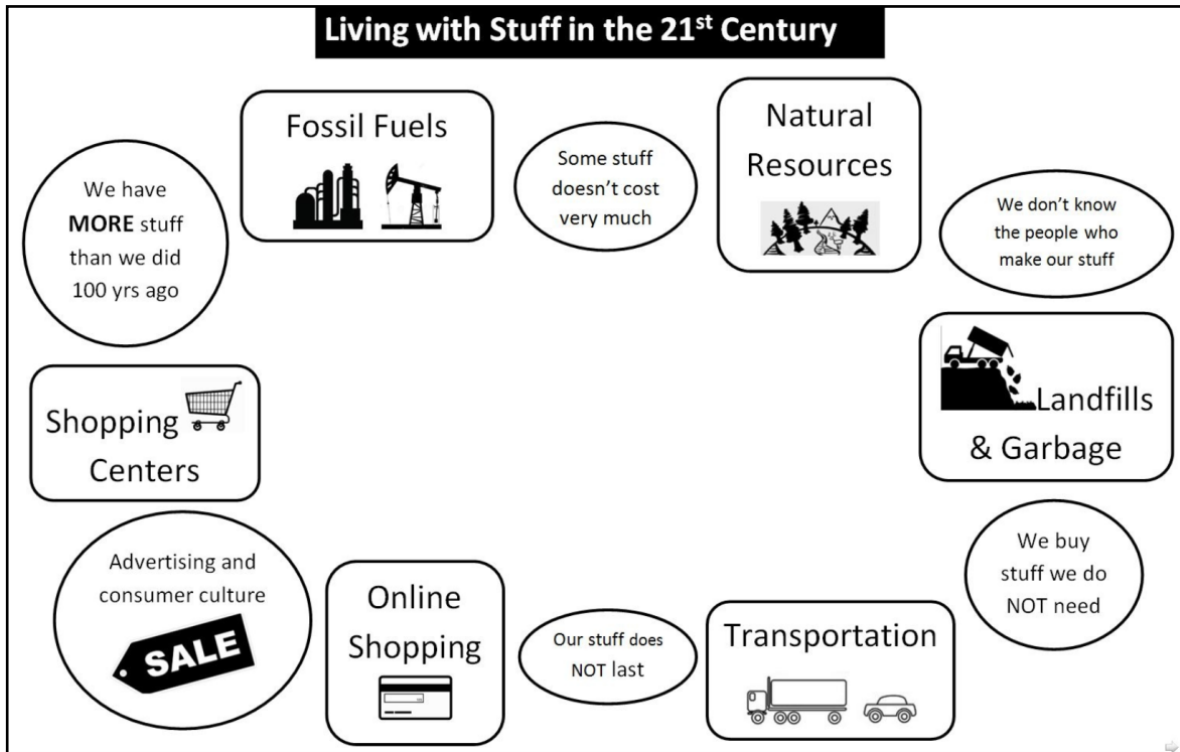 Living with Stuff in the 21st Century
Fossil Fuels
Some stuff
doesn't cost
very much
Natural
Resources
We don't know
the people who
make our stuff
Landfills
& Garbage
We buy
stuff we do
NOT need
Transportation
Our stuff does
NOT last
Online
Shopping
Advertising and
consumer culture
SALE
Shopping
Centers
We have
MORE stuff
than we did
100 yrs ago